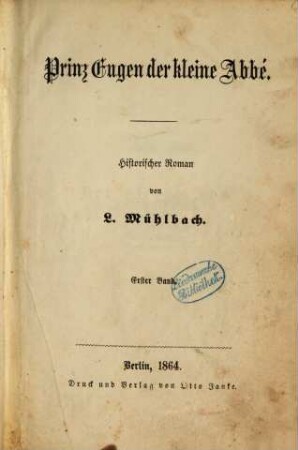 Prinz Eugen der kleine Abbé.
Historischer Roman
von
L. Mühlbach.
Erster Band.
Bibliothek
Berlin, 1864.
Druck und Verlag von Otto Janke.